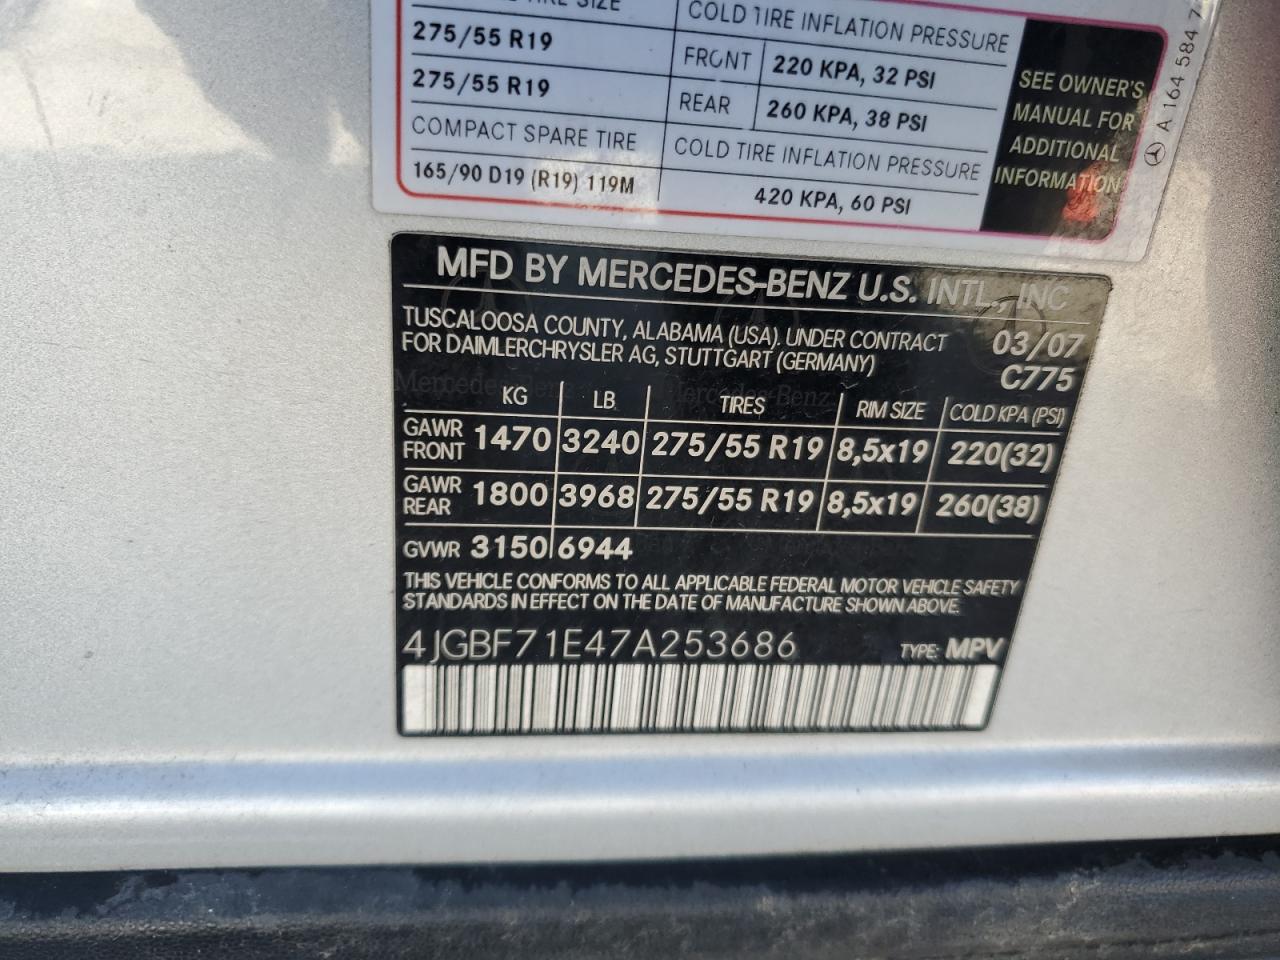 TIRE SIZE
COLD TIRE INFLATION PRESSURE
275/55 R19
FRONT
220 KPA, 32 PSI
275/55 R19
REAR
260 KPA, 38 PSI
COMPACT SPARE TIRE
COLD TIRE INFLATION PRESSURE
165/90 D19 (R19) 119M
420 KPA, 60 PSI
SEE OWNER'S
MANUAL FOR
ADDITIONAL
INFORMATION
A 164 584 7
MFD BY MERCEDES-BENZ U.S. INTL., INC
TUSCALOOSA COUNTY, ALABAMA (USA). UNDER CONTRACT
FOR DAIMLERCHRYSLER AG, STUTTGART (GERMANY)
03/07
C775
KG LB TIRES RIM SIZE COLD KPA (PSI)
GAWR FRONT 1470 3240 275/55 R19 8,5x19 220(32)
GAWR REAR 1800 3968 275/55 R19 8,5x19 260(38)
GVWR 3150 6944
THIS VEHICLE CONFORMS TO ALL APPLICABLE FEDERAL MOTOR VEHICLE SAFETY
STANDARDS IN EFFECT ON THE DATE OF MANUFACTURE SHOWN ABOVE.
4JGBF71E47A253686 TYPE: MPV